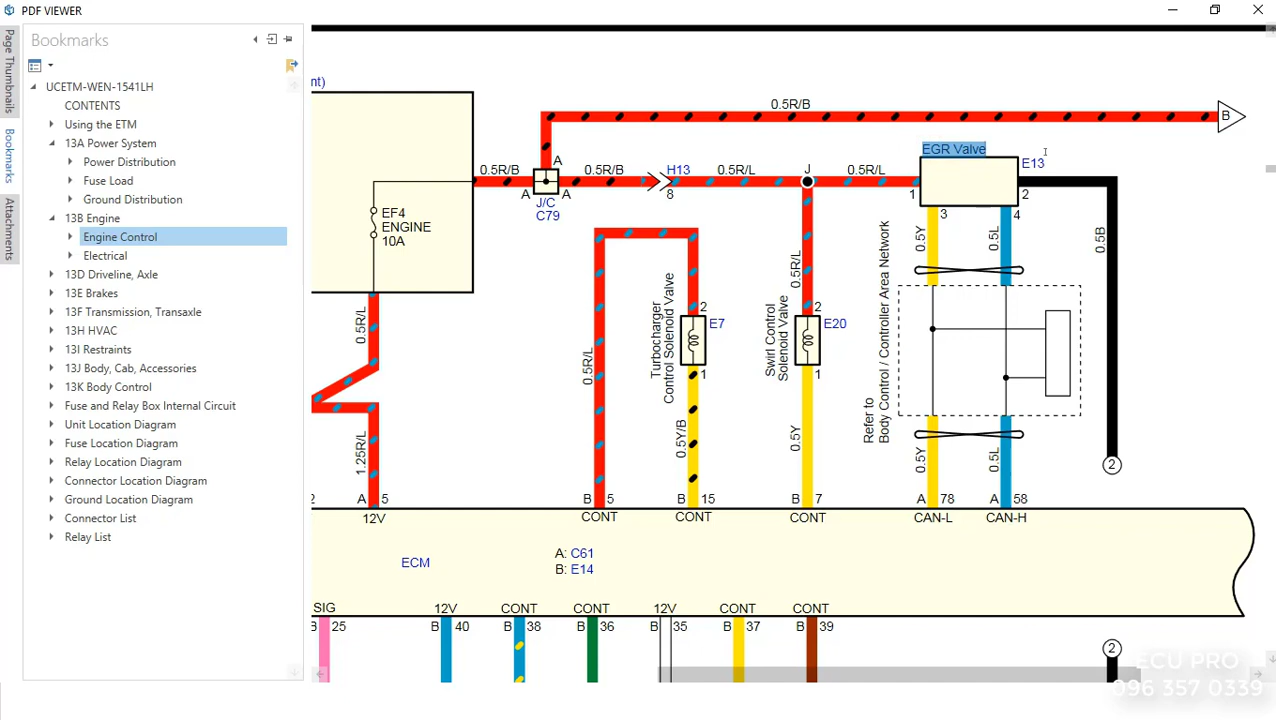 PDF VIEWER
Page Thumbnails
Bookmarks
Attachments
Bookmarks
UCETM-WEN-1541LH
CONTENTS
Using the ETM
13A Power System
Power Distribution
Fuse Load
Ground Distribution
13B Engine
Engine Control
Electrical
13D Driveline, Axle
13E Brakes
13F Transmission, Transaxle
13H HVAC
13I Restraints
13J Body, Cab, Accessories
13K Body Control
Fuse and Relay Box Internal Circuit
Unit Location Diagram
Fuse Location Diagram
Relay Location Diagram
Connector Location Diagram
Ground Location Diagram
Connector List
Relay List
nt)
0.5R/B
B
EGR Valve
E13
0.5R/B
A
0.5R/B
H13
0.5R/L
J
0.5R/L
A
A
8
1
2
J/C
C79
EF4
ENGINE
10A
3
4
0.5Y
0.5L
0.5B
0.5R/L
0.5R/L
0.5R/L
Turbocharger
Control Solenoid Valve
2
E7
1
Swirl Control
Solenoid Valve
2
E20
1
Refer to
Body Control / Controller Area Network
1.25R/L
0.5Y/B
0.5Y
0.5Y
0.5L
2
2
A
5
B
5
B
15
B
7
A
78
A
58
12V
CONT
CONT
CONT
CAN-L
CAN-H
ECM
A: C61
B: E14
SIG
12V
CONT
CONT
12V
CONT
CONT
B
25
B
40
B
38
B
36
B
35
B
37
B
39
2
ECU PRO
096 357 0339